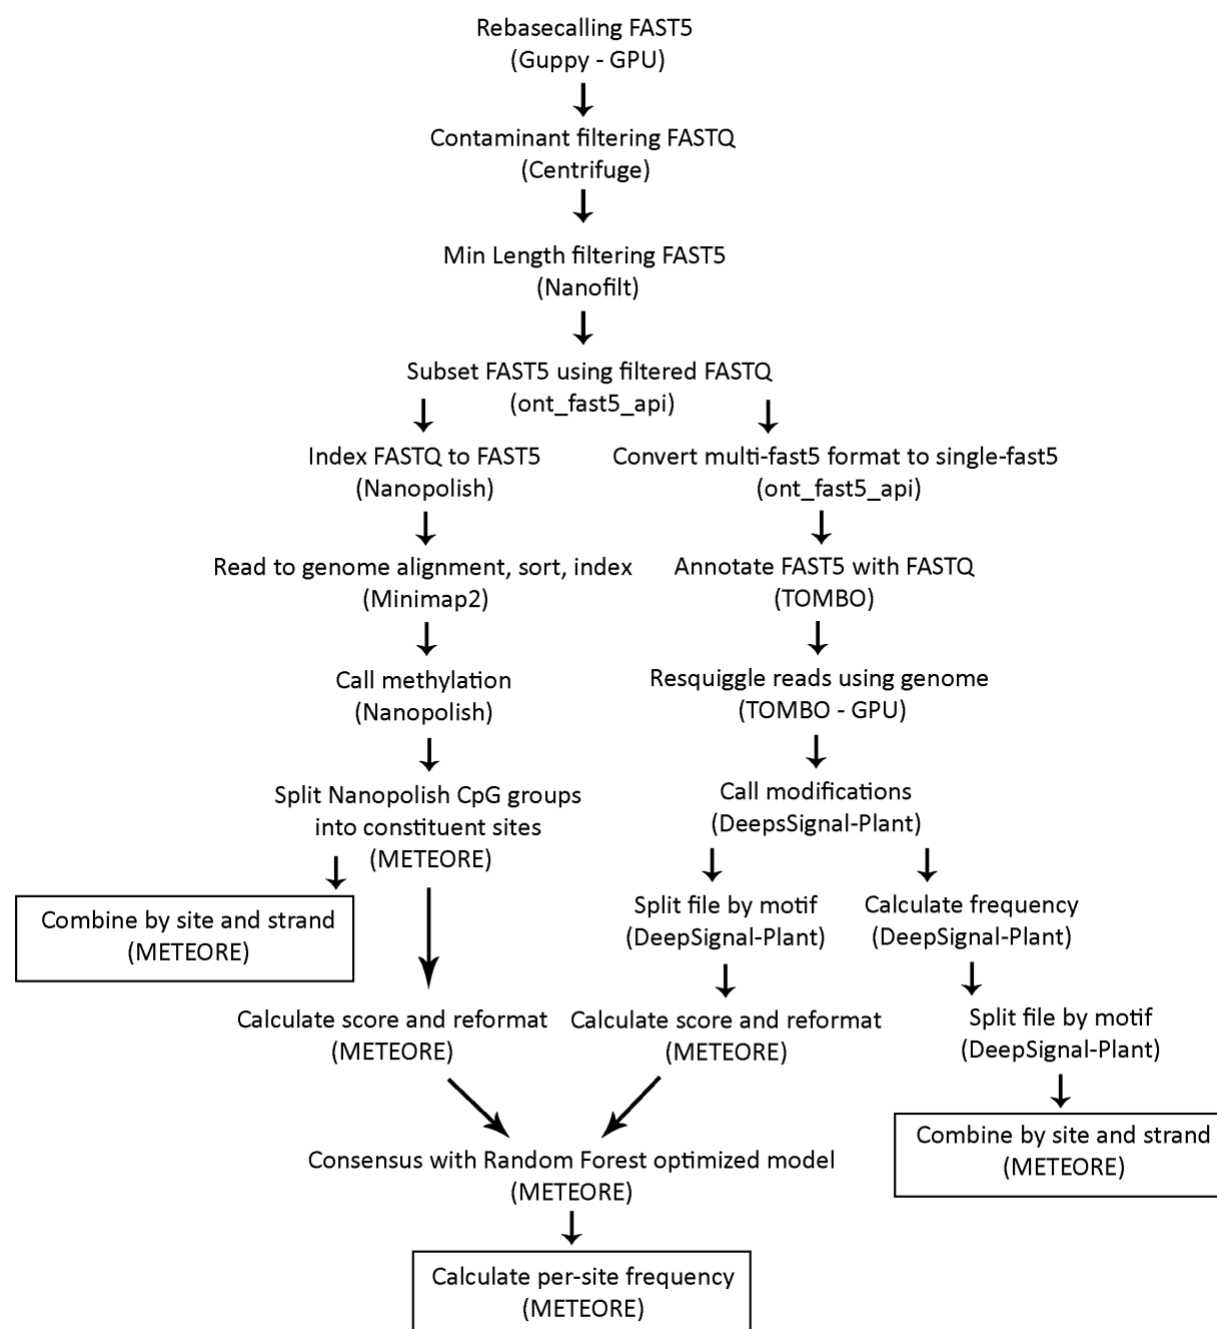 Rebasecalling FAST5
(Guppy - GPU)
Contaminant filtering FASTQ
(Centrifuge)
Min Length filtering FAST5
(Nanofilt)
Subset FAST5 using filtered FASTQ
(ont_fast5_api)
Index FASTQ to FAST5
(Nanopolish)
Convert multi-fast5 format to single-fast5
(ont_fast5_api)
Read to genome alignment, sort, index
(Minimap2)
Annotate FAST5 with FASTQ
(TOMBO)
Call methylation
(Nanopolish)
Resquiggle reads using genome
(TOMBO - GPU)
Split Nanopolish CpG groups
into constituent sites
(METEORE)
Call modifications
(DeepsSignal-Plant)
Combine by site and strand
(METEORE)
Split file by motif
(DeepSignal-Plant)
Calculate frequency
(DeepSignal-Plant)
Calculate score and reformat
(METEORE)
Calculate score and reformat
(METEORE)
Split file by motif
(DeepSignal-Plant)
Consensus with Random Forest optimized model
(METEORE)
Combine by site and strand
(METEORE)
Calculate per-site frequency
(METEORE)